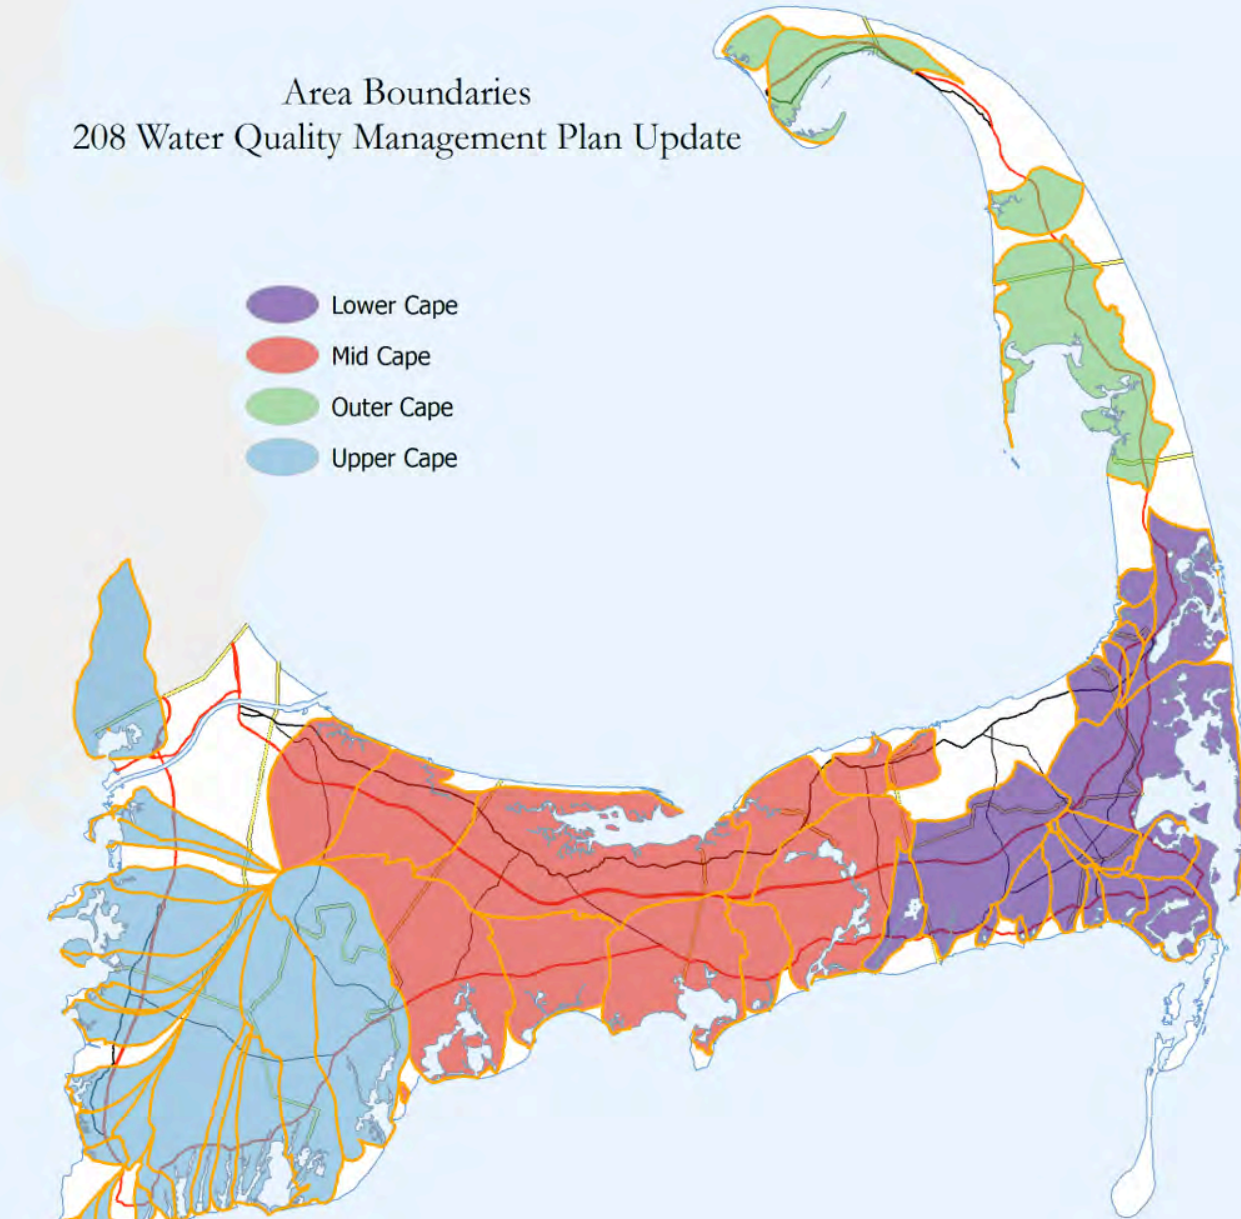 Area Boundaries
208 Water Quality Management Plan Update
Lower Cape
Mid Cape
Outer Cape
Upper Cape